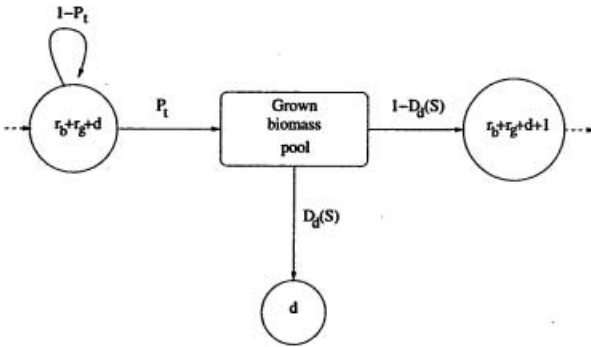 1-P_t
r_b+r_g+d
P_t
Grown
biomass
pool
1-D_d(S)
r_b+r_g+d+1
D_d(S)
d